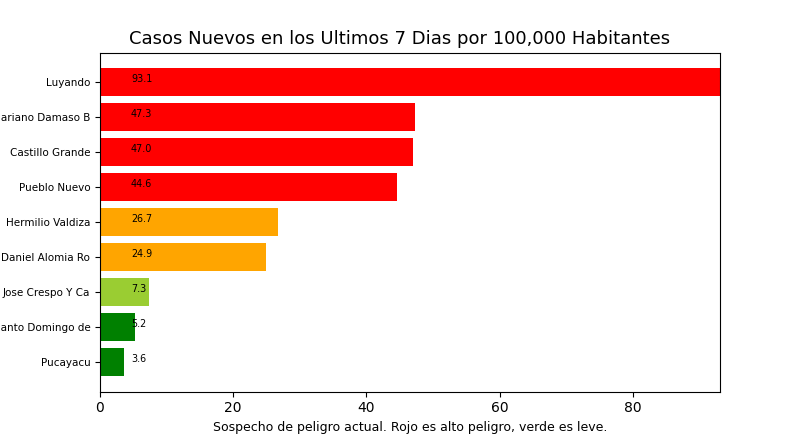 Casos Nuevos en los Ultimos 7 Dias por 100,000 Habitantes
Luyando 93.1
ariano Damaso B 47.3
Castillo Grande 47.0
Pueblo Nuevo 44.6
Hermilio Valdiza 26.7
Daniel Alomia Ro 24.9
Jose Crespo Y Ca 7.3
anto Domingo de 5.2
Pucayacu 3.6
0 20 40 60 80
Sospecho de peligro actual. Rojo es alto peligro, verde es leve.